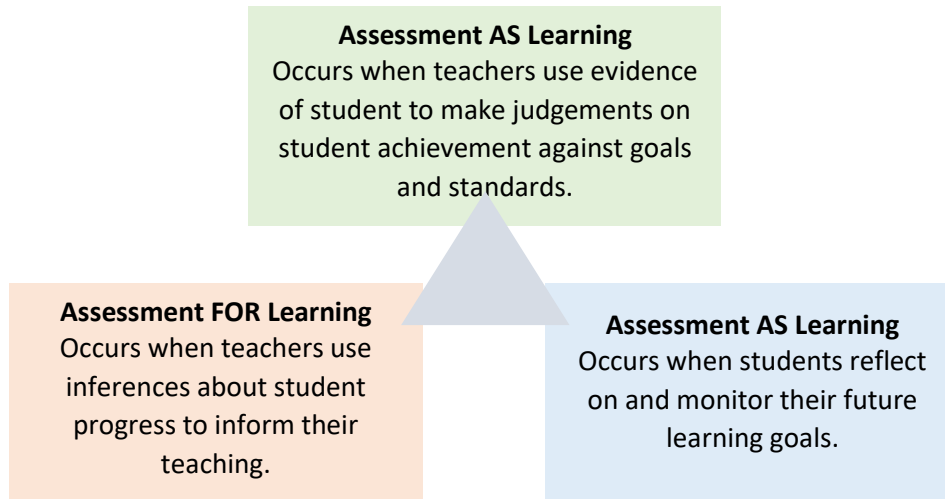 Assessment AS Learning
Occurs when teachers use evidence
of student to make judgements on
student achievement against goals
and standards.
Assessment FOR Learning
Occurs when teachers use
inferences about student
progress to inform their
teaching.
Assessment AS Learning
Occurs when students reflect
on and monitor their future
learning goals.